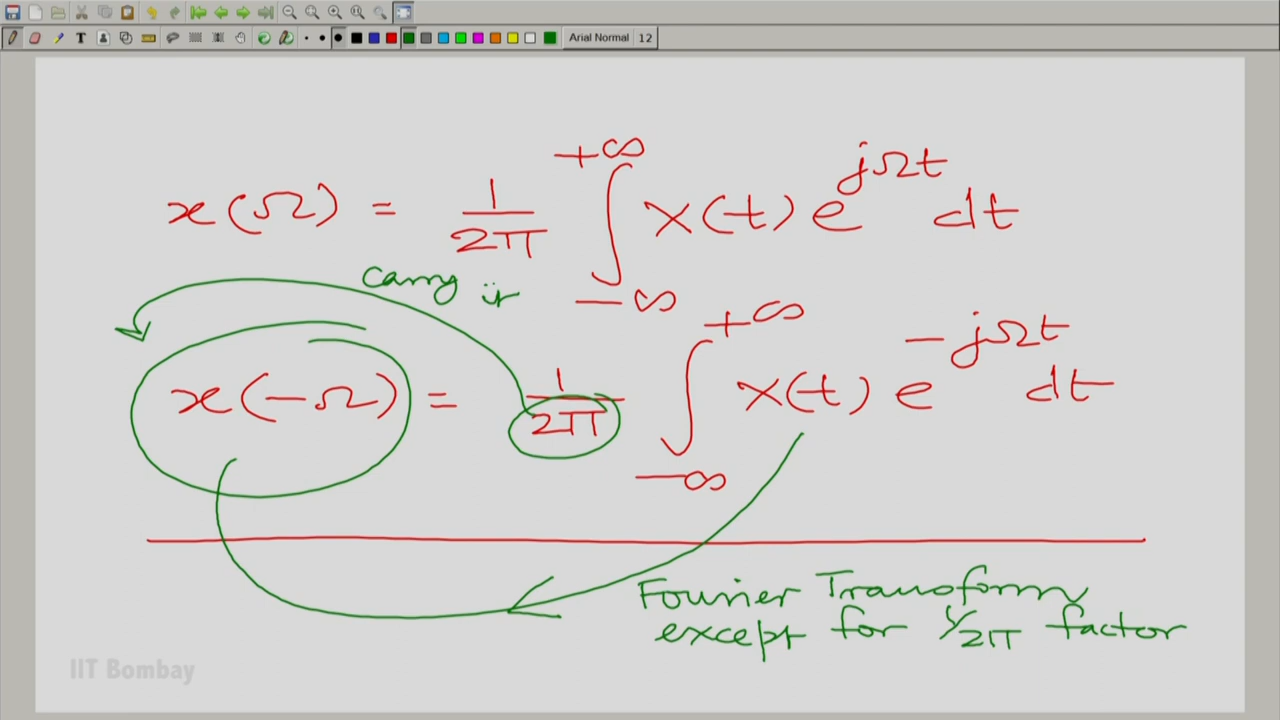 Arial Normal 12
x(Ω) = 1/2π ∫_{-∞}^{+∞} X(t) e^{jΩt} dt
carry it
x(-Ω) = 1/2π ∫_{-∞}^{+∞} X(t) e^{-jΩt} dt
Fourier Transform
except for 1/2π factor
IIT Bombay